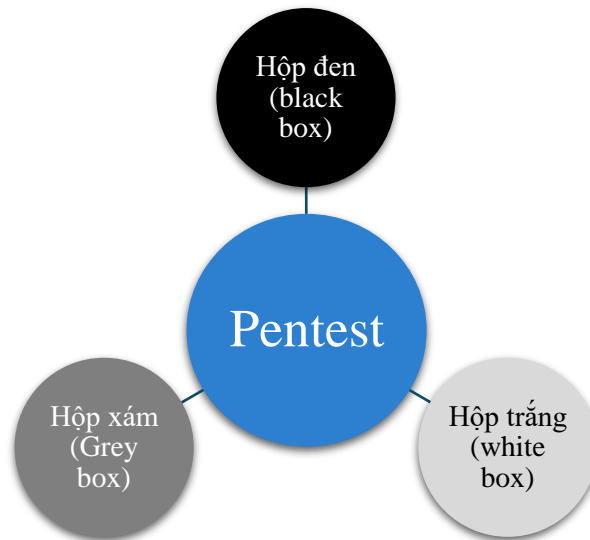 Hộp đen
(black
box)
Pentest
Hộp xám
(Grey
box)
Hộp trắng
(white
box)